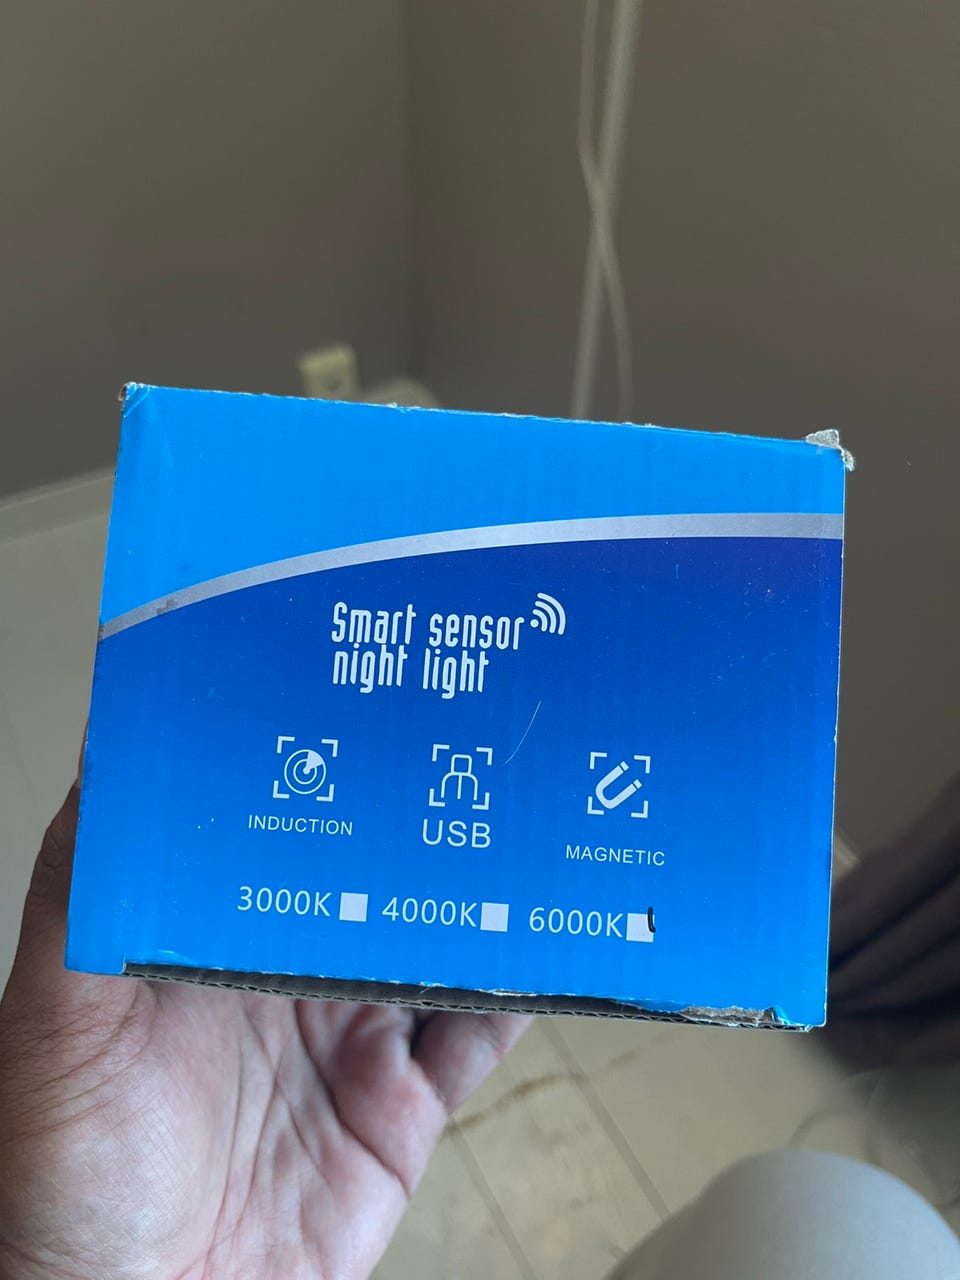 Smart sensor
night light
INDUCTION
USB
MAGNETIC
3000K 4000K 6000K